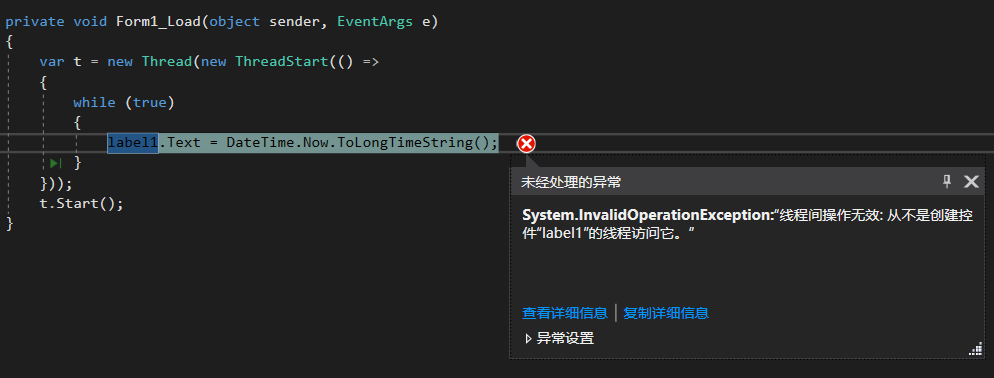 private void Form1_Load(object sender, EventArgs e)
{
var t = new Thread(new ThreadStart(() =>
{
while (true)
{
label1.Text = DateTime.Now.ToLongTimeString();
}
}));
t.Start();
}
未经处理的异常
System.InvalidOperationException:“线程间操作无效: 从不是创建控
件“label1”的线程访问它。”
查看详细信息 | 复制详细信息
异常设置